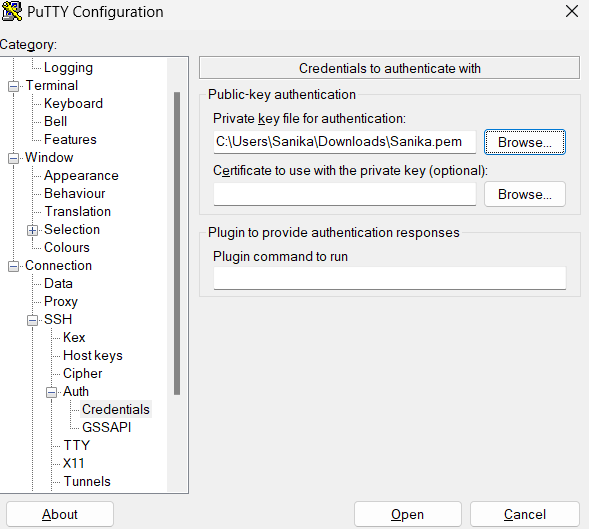 PuTTY Configuration
Category:
Logging
Terminal
Keyboard
Bell
Features
Window
Appearance
Behaviour
Translation
Selection
Colours
Connection
Data
Proxy
SSH
Kex
Host keys
Cipher
Auth
Credentials
GSSAPI
TTY
X11
Tunnels
Credentials to authenticate with
Public-key authentication
Private key file for authentication:
C:\Users\Sanika\Downloads\Sanika.pem
Browse...
Certificate to use with the private key (optional):
Browse...
Plugin to provide authentication responses
Plugin command to run
About
Open
Cancel